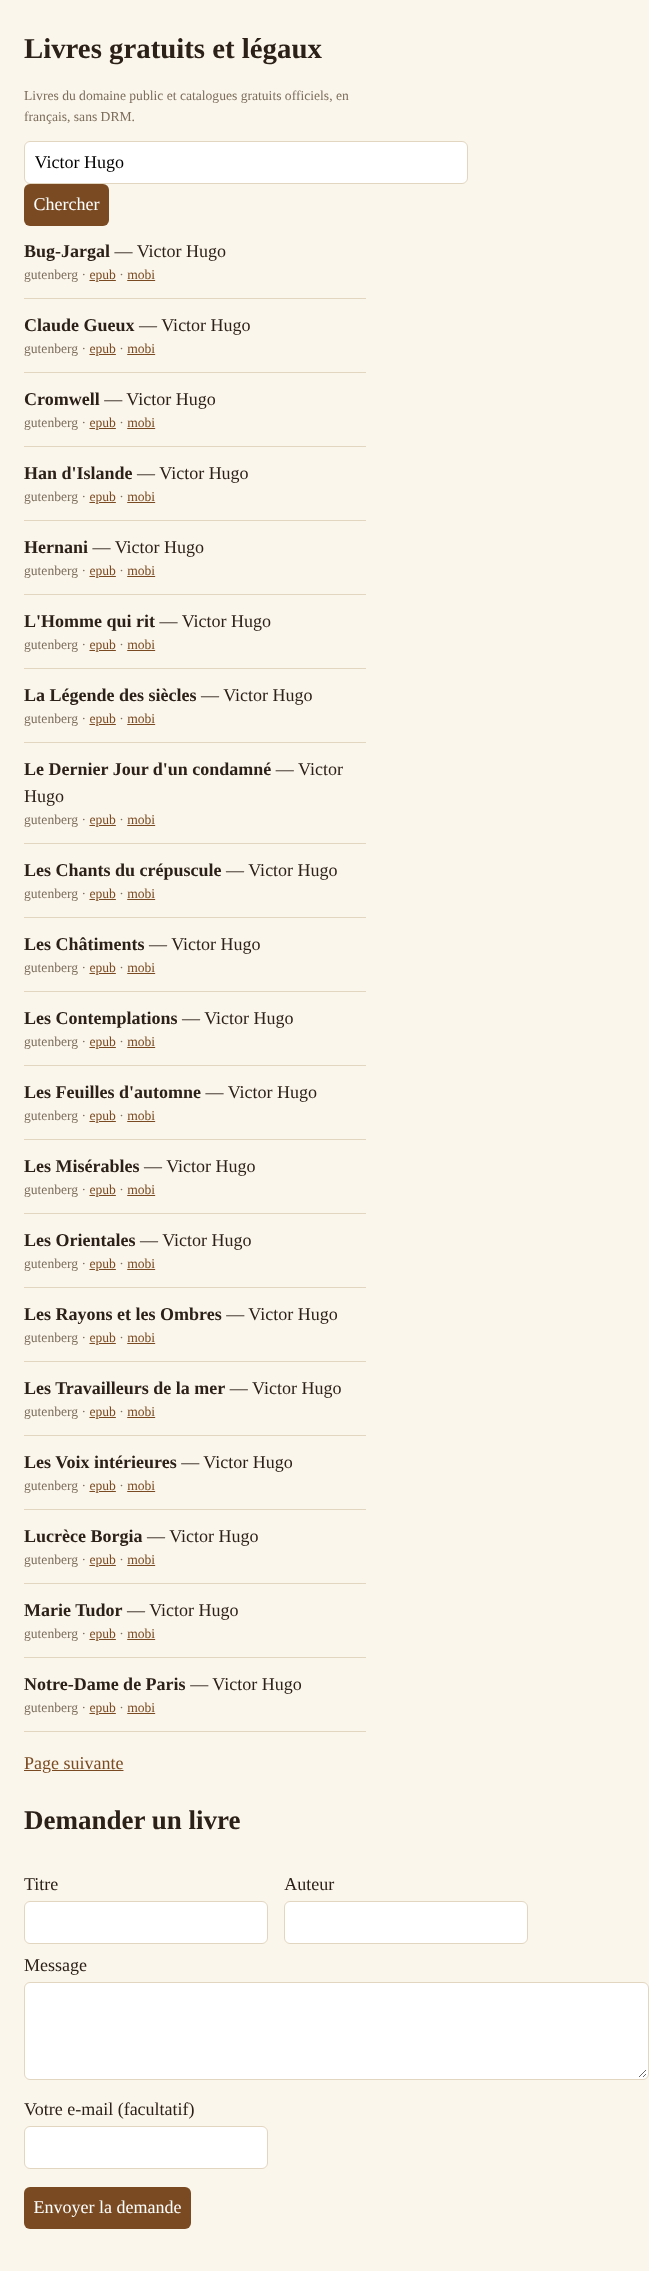 Livres gratuits et légaux
Livres du domaine public et catalogues gratuits officiels, en
français, sans DRM.
Victor Hugo
Chercher
Bug-Jargal — Victor Hugo
gutenberg · epub · mobi
Claude Gueux — Victor Hugo
gutenberg · epub · mobi
Cromwell — Victor Hugo
gutenberg · epub · mobi
Han d'Islande — Victor Hugo
gutenberg · epub · mobi
Hernani — Victor Hugo
gutenberg · epub · mobi
L'Homme qui rit — Victor Hugo
gutenberg · epub · mobi
La Légende des siècles — Victor Hugo
gutenberg · epub · mobi
Le Dernier Jour d'un condamné — Victor
Hugo
gutenberg · epub · mobi
Les Chants du crépuscule — Victor Hugo
gutenberg · epub · mobi
Les Châtiments — Victor Hugo
gutenberg · epub · mobi
Les Contemplations — Victor Hugo
gutenberg · epub · mobi
Les Feuilles d'automne — Victor Hugo
gutenberg · epub · mobi
Les Misérables — Victor Hugo
gutenberg · epub · mobi
Les Orientales — Victor Hugo
gutenberg · epub · mobi
Les Rayons et les Ombres — Victor Hugo
gutenberg · epub · mobi
Les Travailleurs de la mer — Victor Hugo
gutenberg · epub · mobi
Les Voix intérieures — Victor Hugo
gutenberg · epub · mobi
Lucrèce Borgia — Victor Hugo
gutenberg · epub · mobi
Marie Tudor — Victor Hugo
gutenberg · epub · mobi
Notre-Dame de Paris — Victor Hugo
gutenberg · epub · mobi
Page suivante
Demander un livre
Titre
Auteur
Message
Votre e-mail (facultatif)
Envoyer la demande